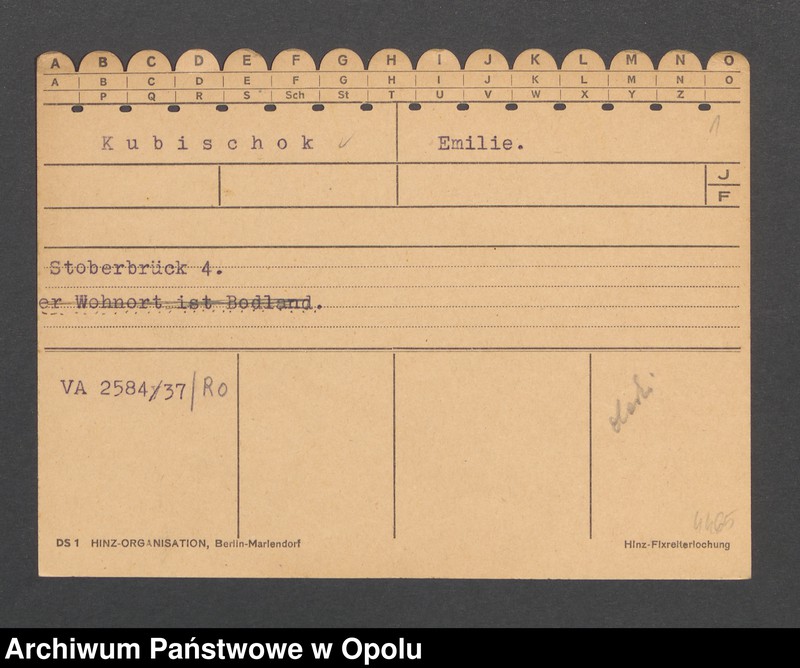 A B C D E F G H I J K L M N O
A B C D E F G H I J K L M N O
P Q R S Sch St T U V W X Y Z
1
Kubischok Emilie.
J
F
Stoberbrück 4.
er Wohnort ist Bodland.
VA 2584/37/RO
DS 1 HINZ-ORGANISATION, Berlin-Mariendorf
Hinz-Fixreiterlochung
Archiwum Państwowe w Opolu